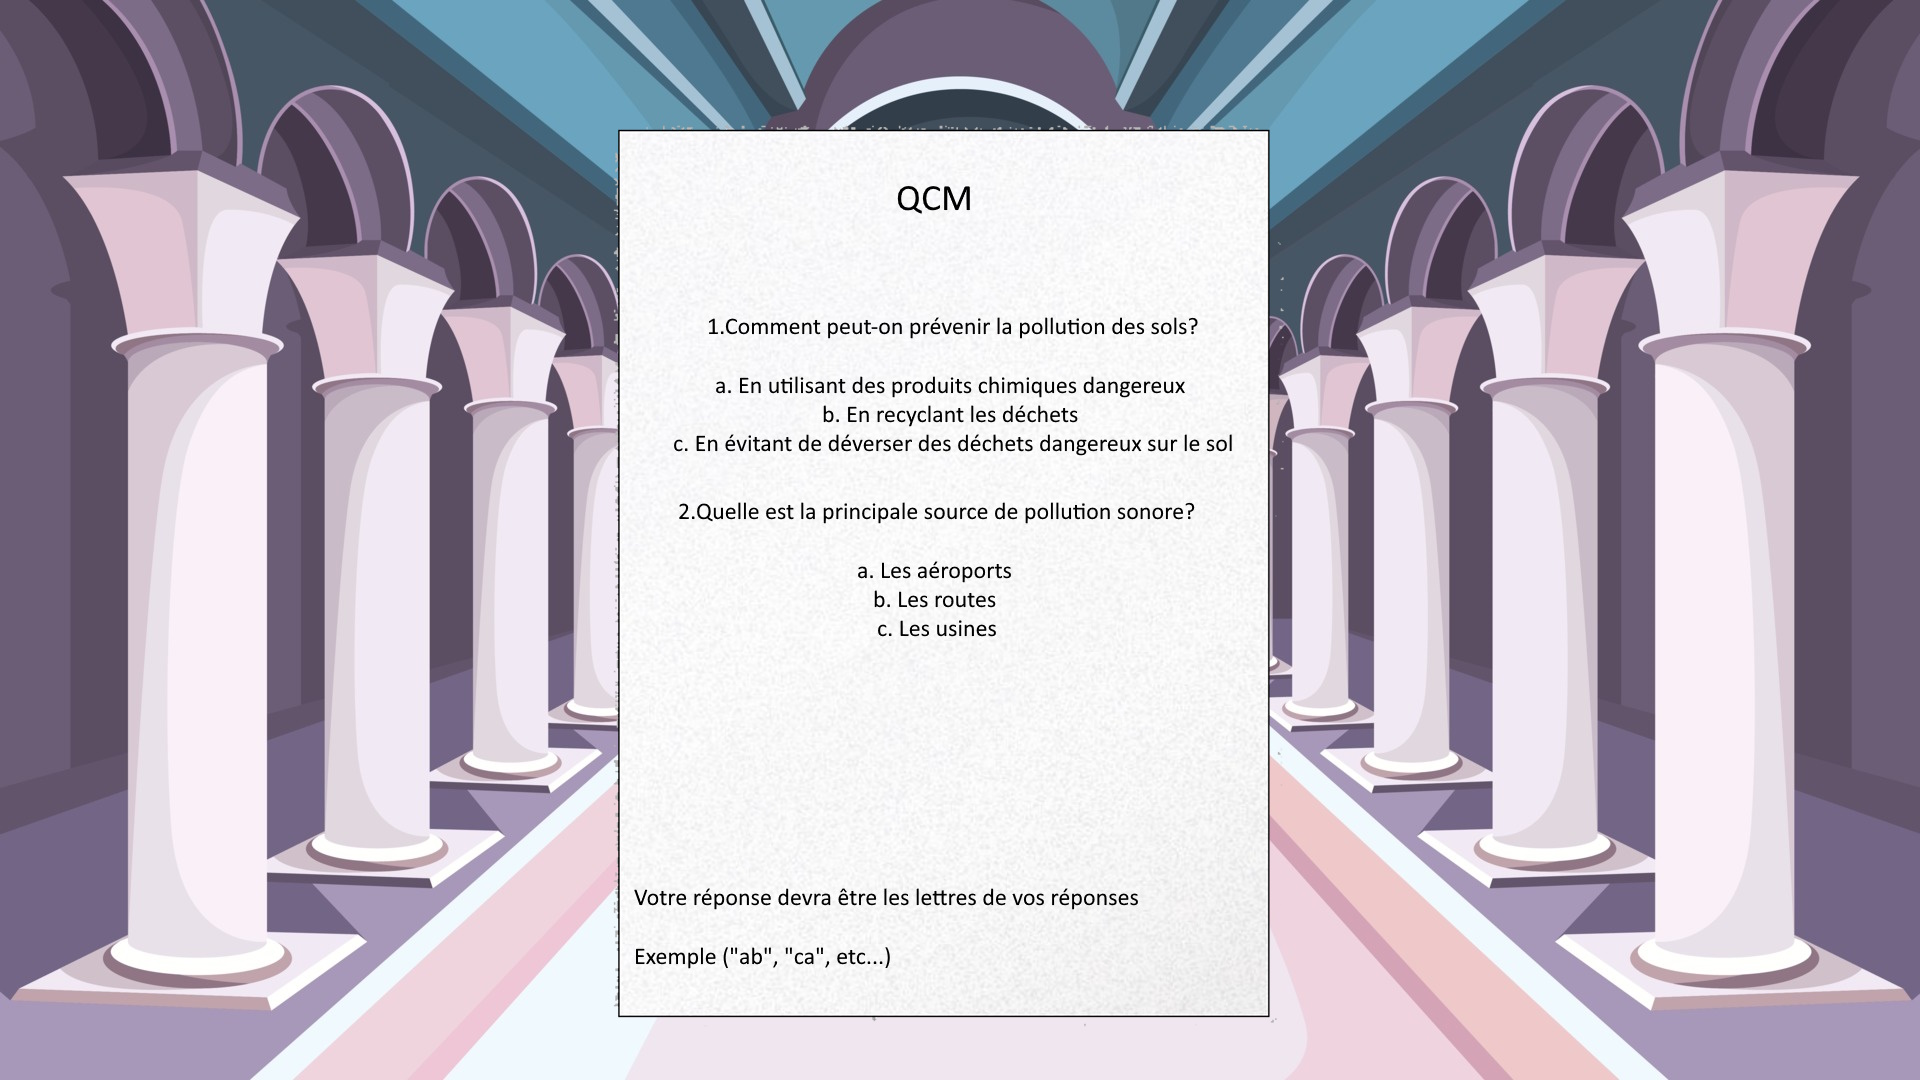 QCM
1.Comment peut-on prévenir la pollution des sols?
a. En utilisant des produits chimiques dangereux
b. En recyclant les déchets
c. En évitant de déverser des déchets dangereux sur le sol
2.Quelle est la principale source de pollution sonore?
a. Les aéroports
b. Les routes
c. Les usines
Votre réponse devra être les lettres de vos réponses
Exemple ("ab", "ca", etc...)